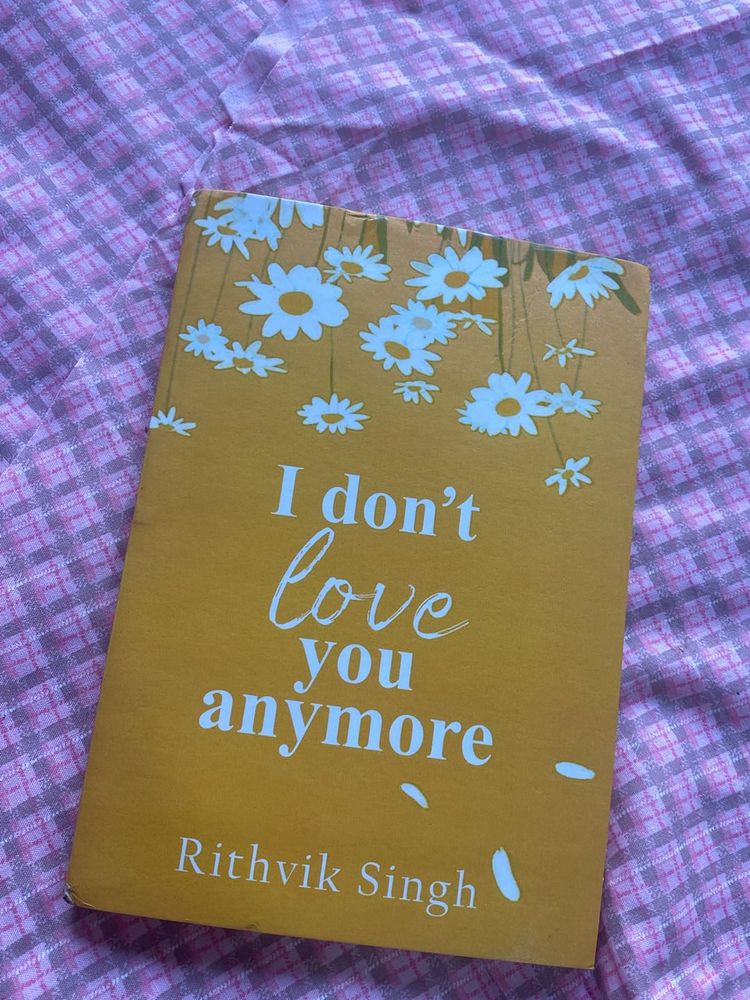 I don't
love
you
anymore
Rithvik Singh